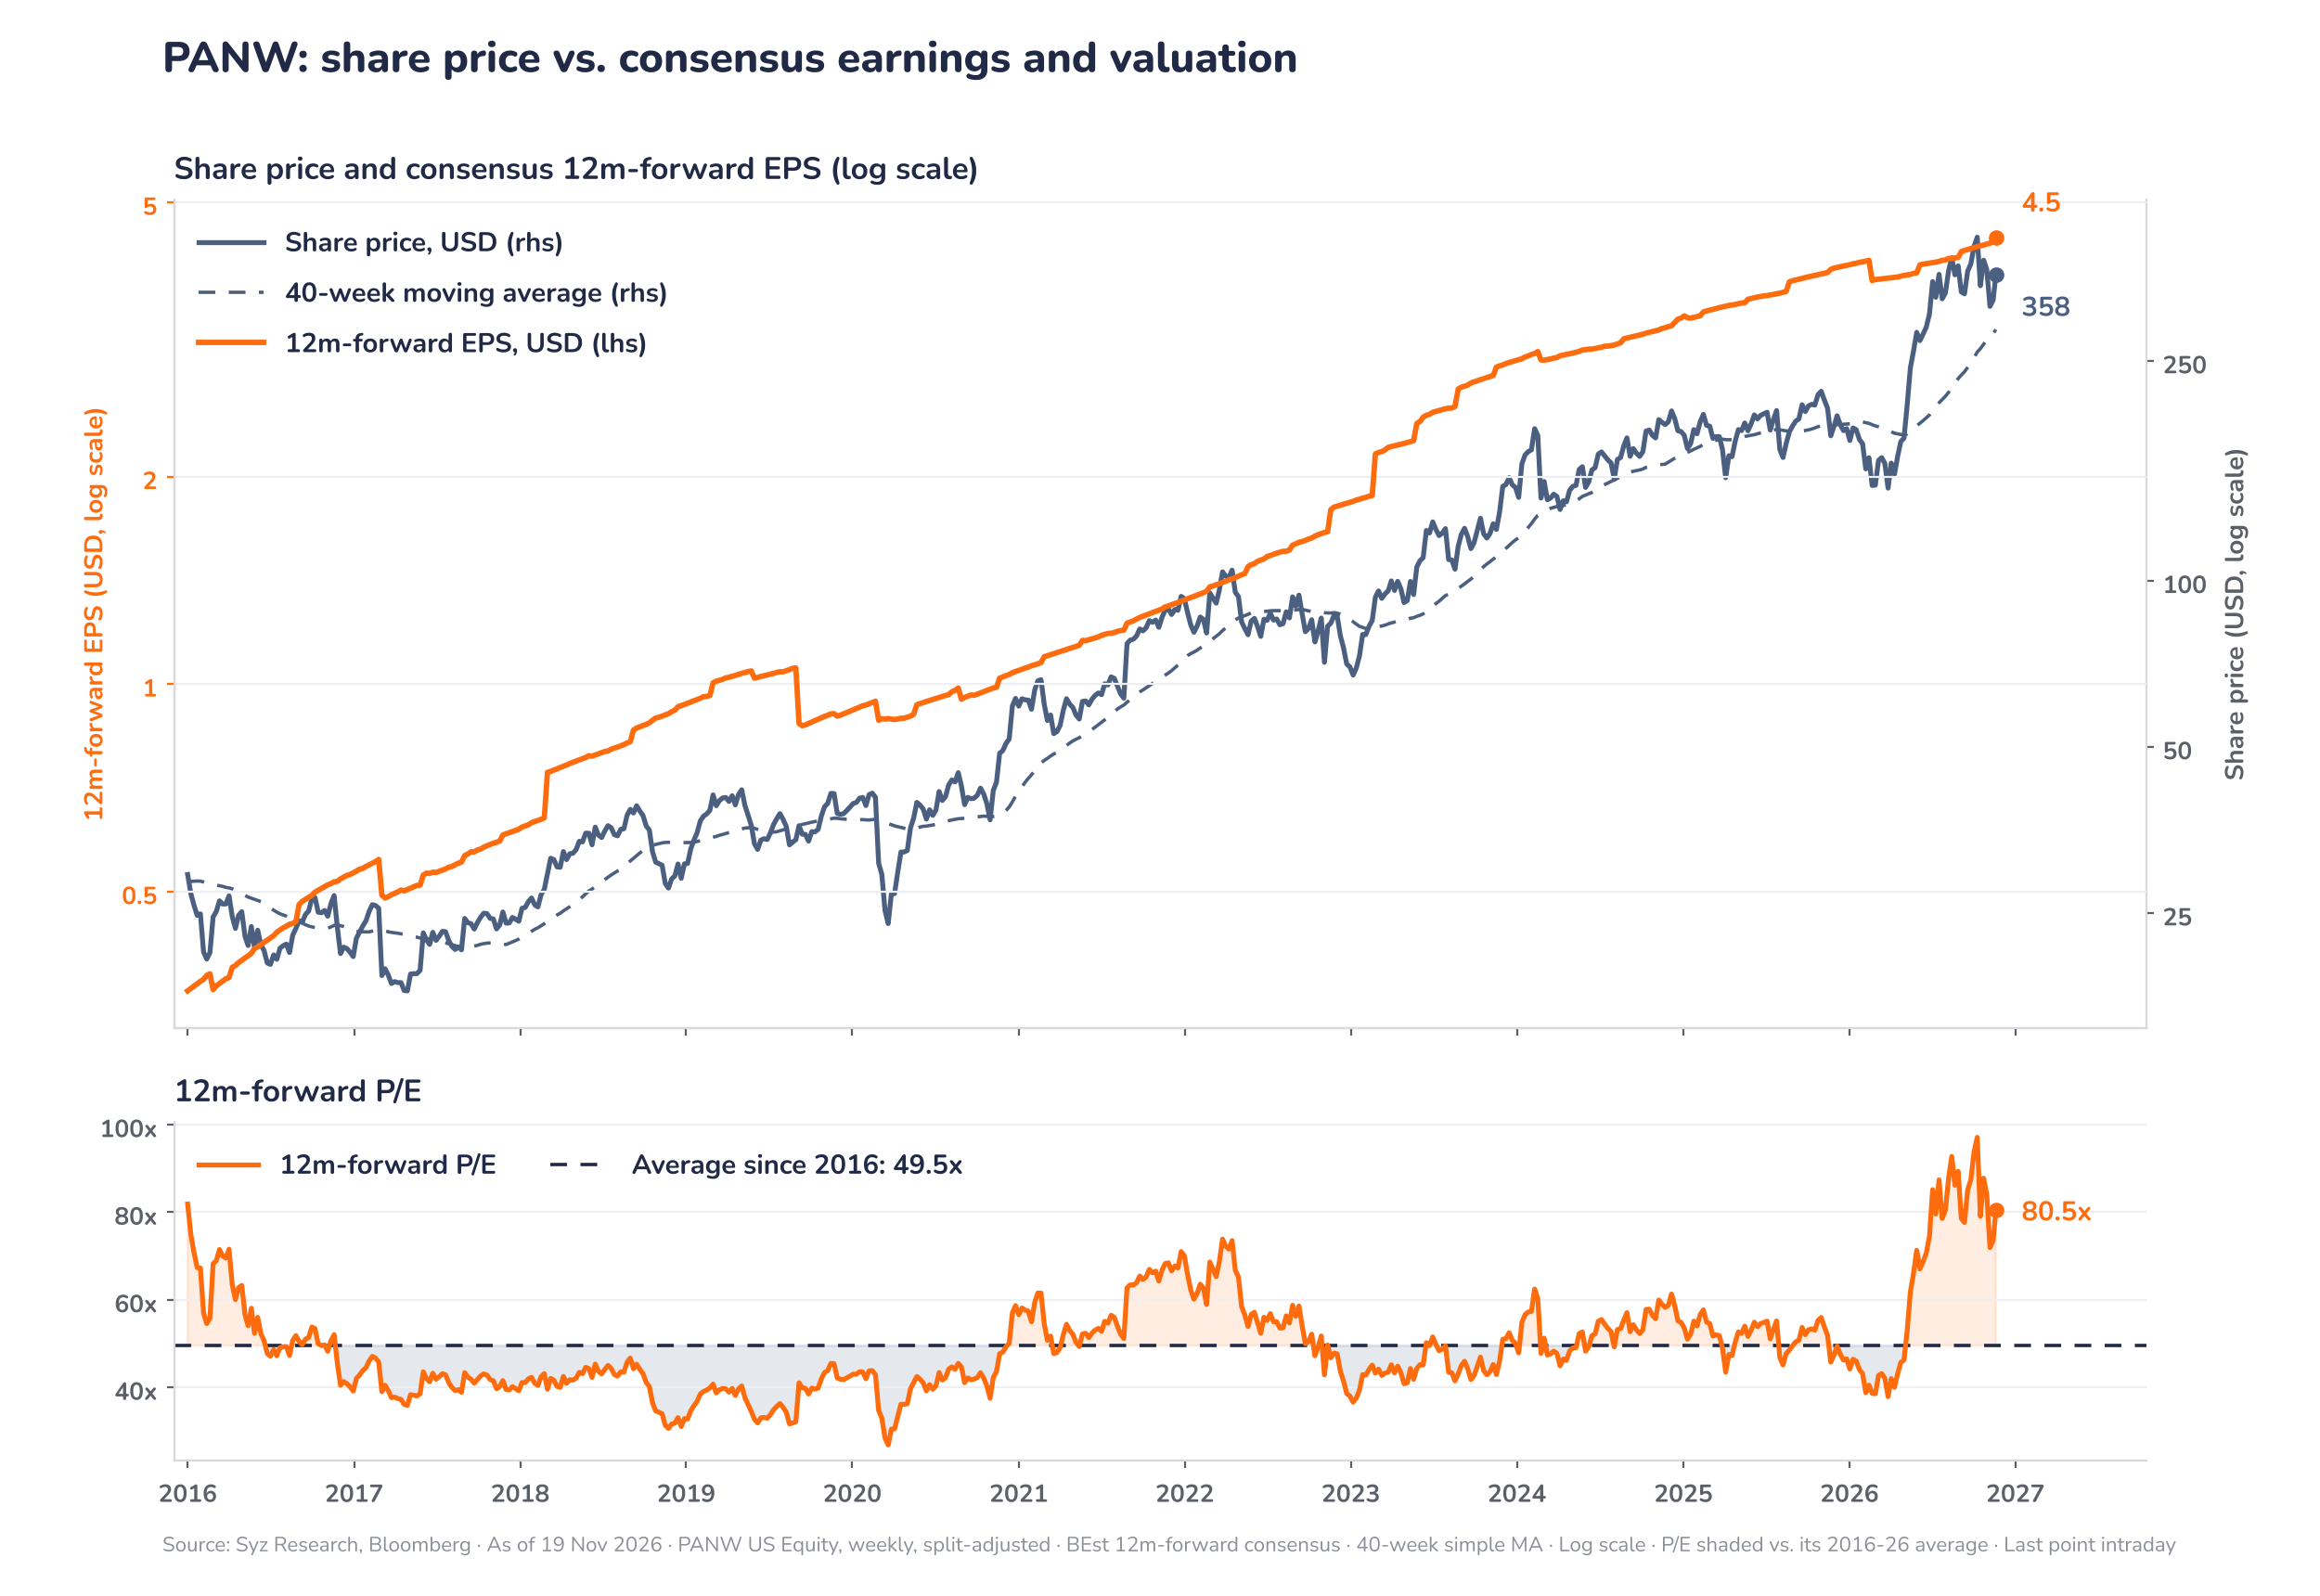 PANW: share price vs. consensus earnings and valuation
Share price and consensus 12m-forward EPS (log scale)
5
2
1
0.5
12m-forward EPS (USD, log scale)
Share price, USD (rhs)
40-week moving average (rhs)
12m-forward EPS, USD (lhs)
4.5
358
250
100
50
25
Share price (USD, log scale)
12m-forward P/E
100x
80x
60x
40x
12m-forward P/E
Average since 2016: 49.5x
80.5x
2016 2017 2018 2019 2020 2021 2022 2023 2024 2025 2026 2027
Source: Syz Research, Bloomberg · As of 19 Nov 2026 · PANW US Equity, weekly, split-adjusted · BEst 12m-forward consensus · 40-week simple MA · Log scale · P/E shaded vs. its 2016-26 average · Last point intraday